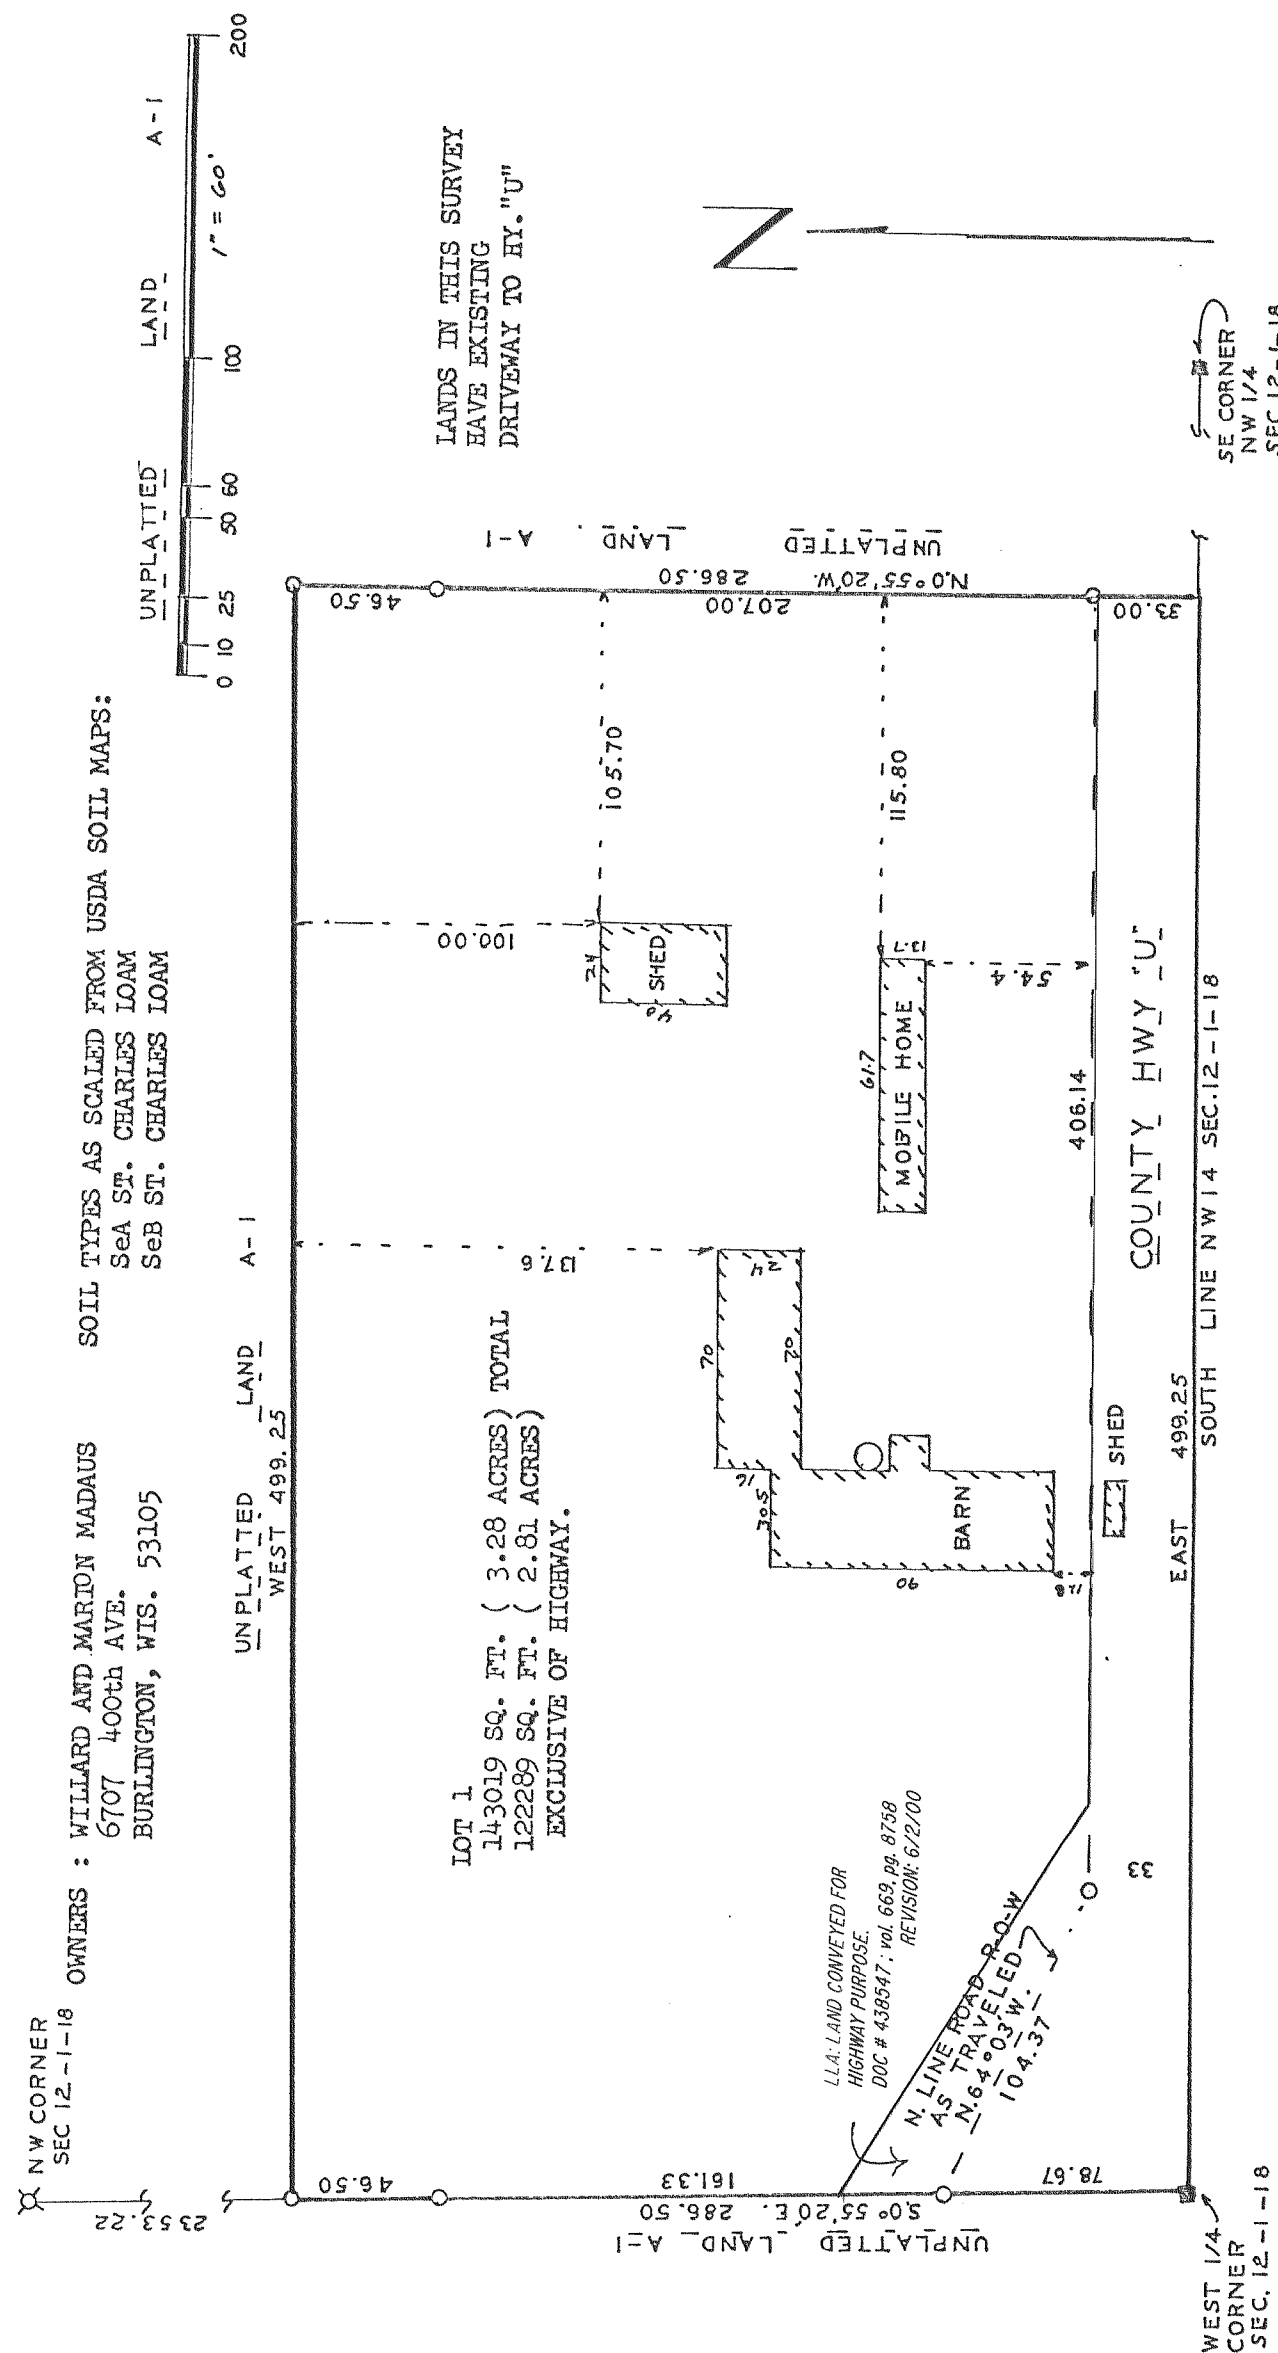 NW CORNER
SEC 12-1-18
2353.22
OWNERS : WILLARD AND MARION MADAUS
6707 400th AVE.
BURLINGTON, WIS. 53105
SOIL TYPES AS SCALED FROM USDA SOIL MAPS:
SeA ST. CHARLES LOAM
SeB ST. CHARLES LOAM
UNPLATTED LAND A-1
0 10 25 50 60 100 200
1" = 60'
UNPLATTED LAND A-1
WEST 499.25
LANDS IN THIS SURVEY
HAVE EXISTING
DRIVEWAY TO HY. "U"
N
46.50
161.33
78.67
S.0°55'20"E. 286.50
UNPLATTED LAND A-1
LOT 1
143019 SQ. FT. ( 3.28 ACRES) TOTAL
122289 SQ. FT. ( 2.81 ACRES)
EXCLUSIVE OF HIGHWAY.
137.6
70
24
70
16
30.5
90
BARN
11.8
100.00
24
SHED
40
105.70
61.7
MOBILE HOME
13.7
115.80
54.4
46.50
207.00
286.50
N.0°55'20"W.
33.00
UNPLATTED LAND A-1
LLA: LAND CONVEYED FOR
HIGHWAY PURPOSE.
DOC # 438547; vol. 669, pg. 8758
REVISION: 6/2/00
N. LINE ROAD R-O-W
AS TRAVELED
N.64°03'W.
104.37
33
406.14
SHED
COUNTY HWY "U"
EAST 499.25
SOUTH LINE NW14 SEC.12-1-18
WEST 1/4
CORNER
SEC. 12-1-18
SE CORNER
NW 1/4
SEC 12-1-18